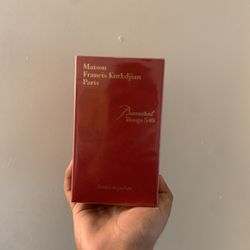 Maison
Francis Kurkdjian
Paris
Baccarat
Rouge 540
Extrait de parfum